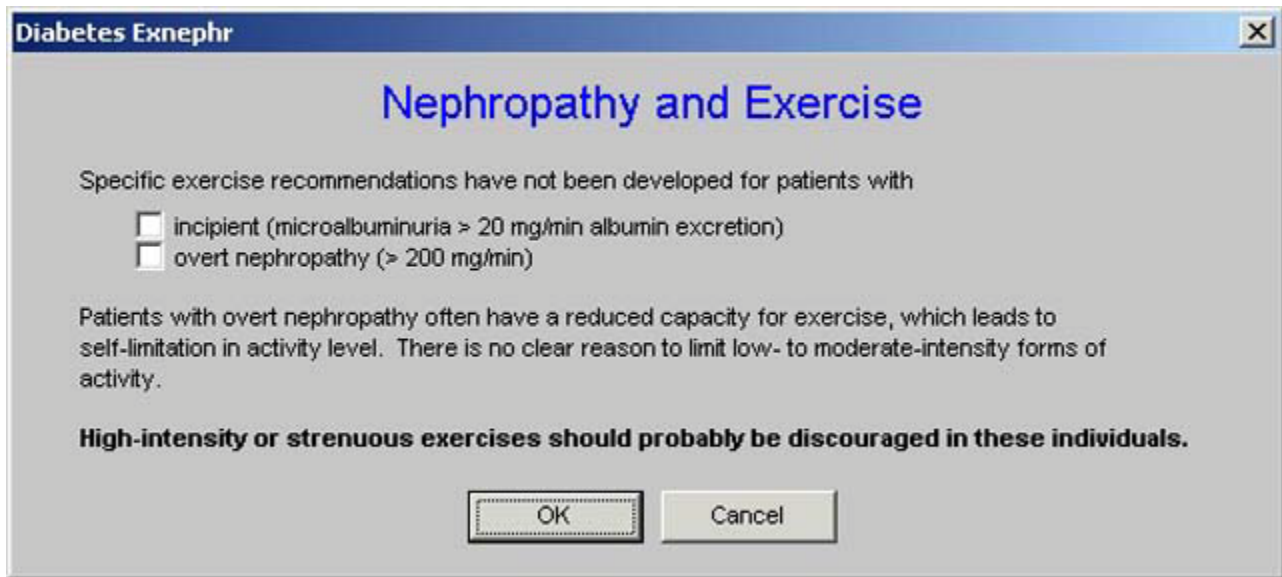 Diabetes Exnephr
Nephropathy and Exercise
Specific exercise recommendations have not been developed for patients with
incipient (microalbuminuria > 20 mg/min albumin excretion)
overt nephropathy (> 200 mg/min)
Patients with overt nephropathy often have a reduced capacity for exercise, which leads to
self-limitation in activity level.  There is no clear reason to limit low- to moderate-intensity forms of
activity.
High-intensity or strenuous exercises should probably be discouraged in these individuals.
OK
Cancel